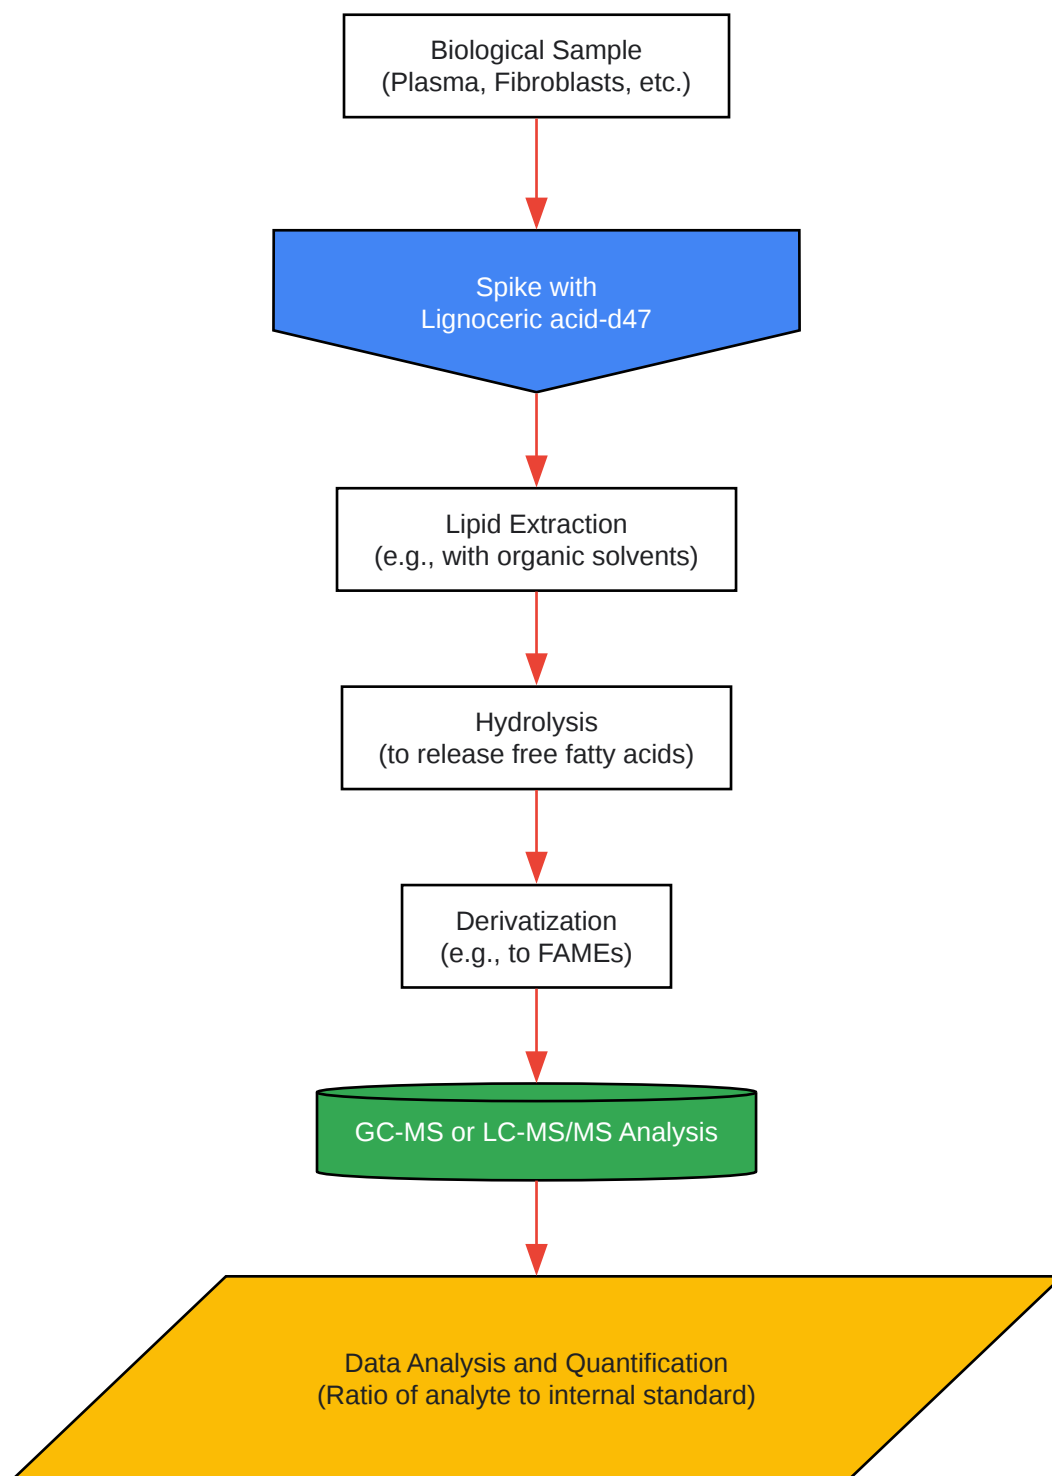 Biological Sample
(Plasma, Fibroblasts, etc.)
Spike with
Lignoceric acid-d47
Lipid Extraction
(e.g., with organic solvents)
Hydrolysis
(to release free fatty acids)
Derivatization
(e.g., to FAMEs)
GC-MS or LC-MS/MS Analysis
Data Analysis and Quantification
(Ratio of analyte to internal standard)